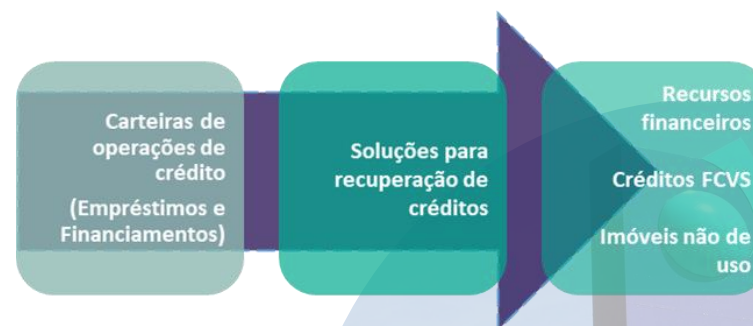 Carteiras de
operações de
crédito
(Empréstimos e
Financiamentos)
Soluções para
recuperação de
créditos
Recursos
financeiros
Créditos FCVS
Imóveis não de
uso